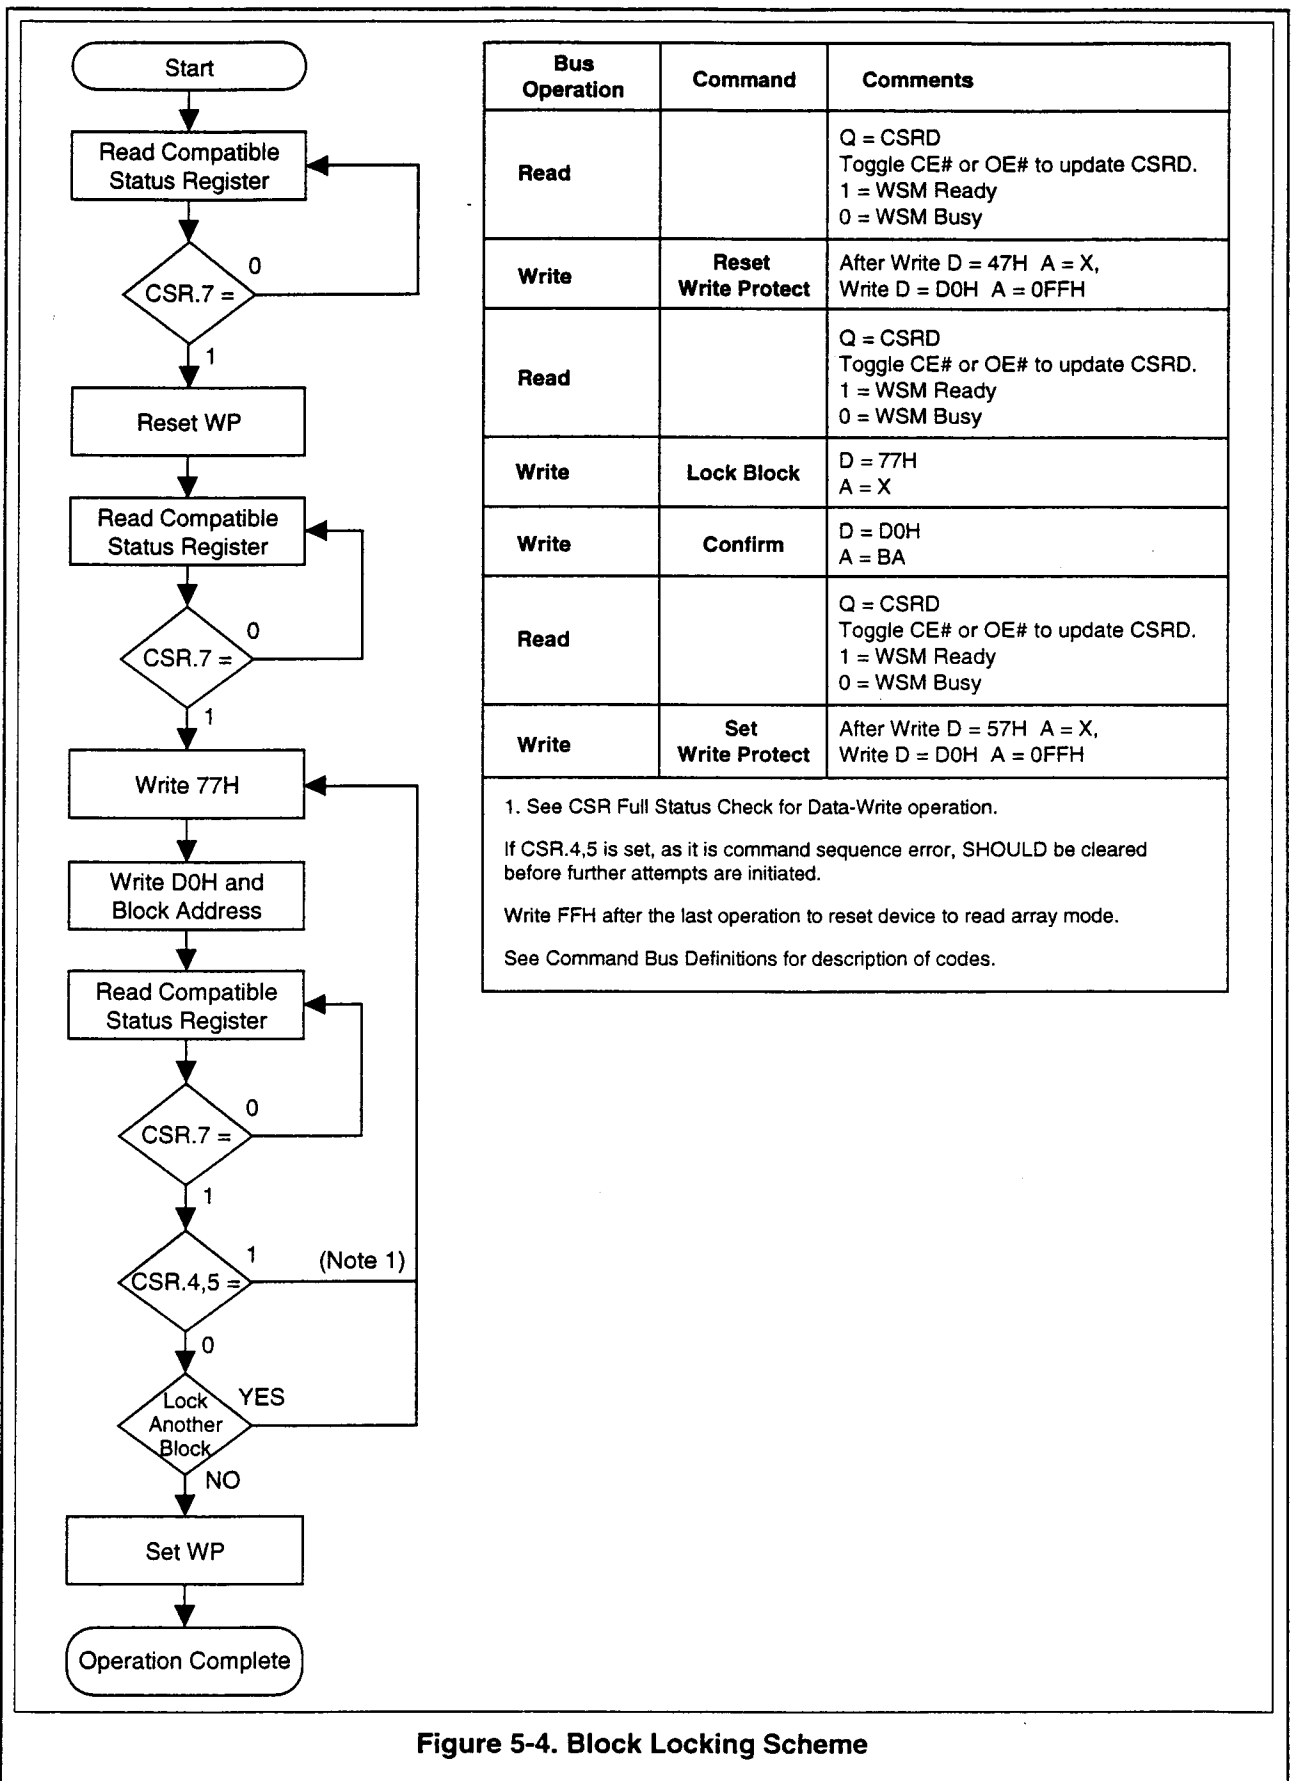 Start
Read Compatible
Status Register
0
CSR.7 =
1
Reset WP
Read Compatible
Status Register
0
CSR.7 =
1
Write 77H
Write D0H and
Block Address
Read Compatible
Status Register
0
CSR.7 =
1
1
(Note 1)
CSR.4,5 =
0
YES
Lock
Another
Block
NO
Set WP
Operation Complete
Bus
Operation
Command
Comments
Read
Q = CSRD
Toggle CE# or OE# to update CSRD.
1 = WSM Ready
0 = WSM Busy
Write
Reset
Write Protect
After Write D = 47H A = X,
Write D = D0H A = 0FFH
Read
Q = CSRD
Toggle CE# or OE# to update CSRD.
1 = WSM Ready
0 = WSM Busy
Write
Lock Block
D = 77H
A = X
Write
Confirm
D = D0H
A = BA
Read
Q = CSRD
Toggle CE# or OE# to update CSRD.
1 = WSM Ready
0 = WSM Busy
Write
Set
Write Protect
After Write D = 57H A = X,
Write D = D0H A = 0FFH
1. See CSR Full Status Check for Data-Write operation.
If CSR.4,5 is set, as it is command sequence error, SHOULD be cleared
before further attempts are initiated.
Write FFH after the last operation to reset device to read array mode.
See Command Bus Definitions for description of codes.
Figure 5-4. Block Locking Scheme